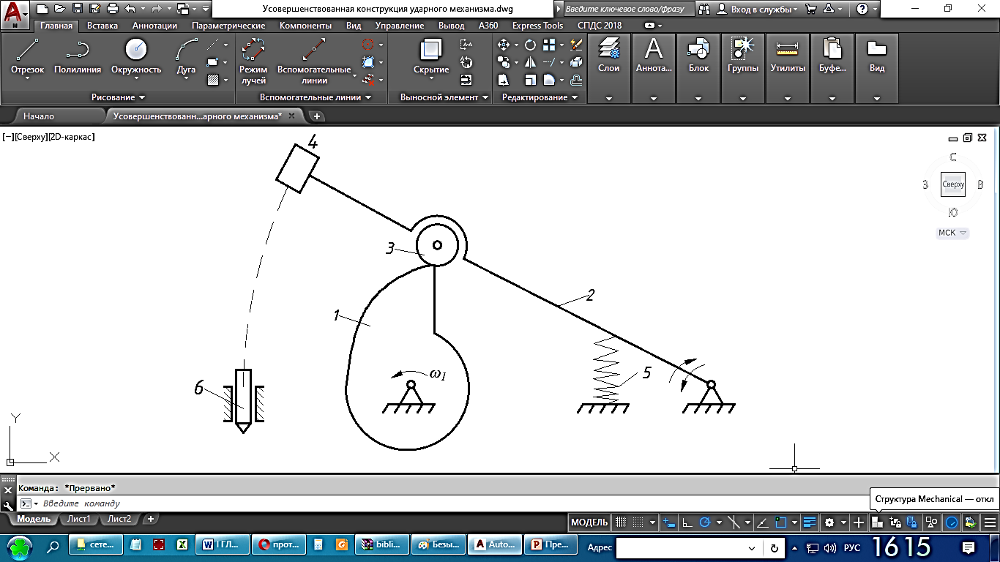 Усовершенствованная конструкция ударного механизма.dwg
Введите ключевое слово/фразу
Вход в службы
Главная Вставка Аннотации Параметрические Компоненты Вид Управление Вывод A360 Express Tools СПДС 2018
Отрезок Полилиния Окружность Дуга Режим лучей Вспомогательные линии Скрытие Слои Аннота... Блок Группы Утилиты Буфе... Вид
Рисование Вспомогательные линии Выносной элемент Редактирование
Начало Усовершенствованн...арного механизма*
[−][Сверху][2D-каркас]
4
С
З Сверху В
Ю
МСК
3
2
1
5
ω1
6
Y
X
Команда: *Прервано*
Введите команду
Структура Mechanical — откл
Модель Лист1 Лист2
МОДЕЛЬ
сете... І ГЛ... прот... bibli... Безы... Auto... Пре... Адрес РУС 16 15